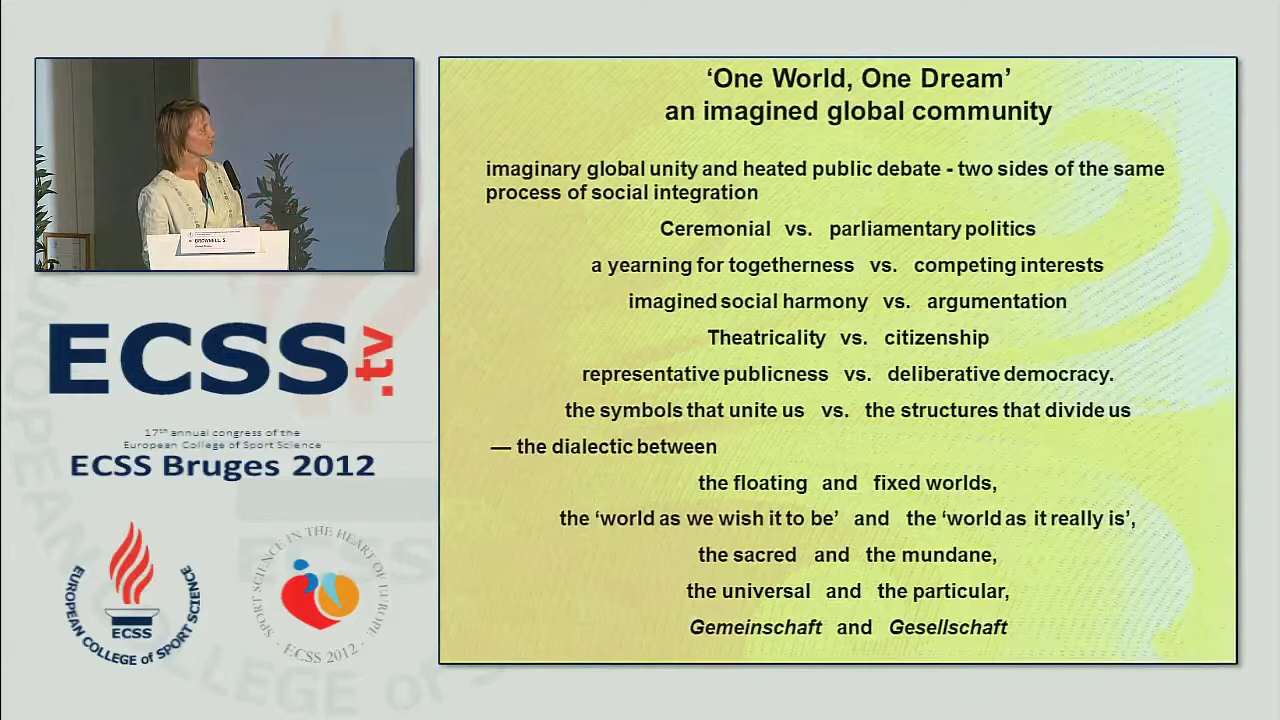 ‘One World, One Dream’
an imagined global community
imaginary global unity and heated public debate - two sides of the same
process of social integration
Ceremonial vs. parliamentary politics
a yearning for togetherness vs. competing interests
imagined social harmony vs. argumentation
Theatricality vs. citizenship
representative publicness vs. deliberative democracy.
the symbols that unite us vs. the structures that divide us
— the dialectic between
the floating and fixed worlds,
the ‘world as we wish it to be’ and the ‘world as it really is’,
the sacred and the mundane,
the universal and the particular,
Gemeinschaft and Gesellschaft
BROWNELL, S.
ECSS.tv
17th annual congress of the
European College of Sport Science
ECSS Bruges 2012
EUROPEAN COLLEGE of SPORT SCIENCE
ECSS
SPORT SCIENCE IN THE HEART OF EUROPE
· ECSS 2012 ·